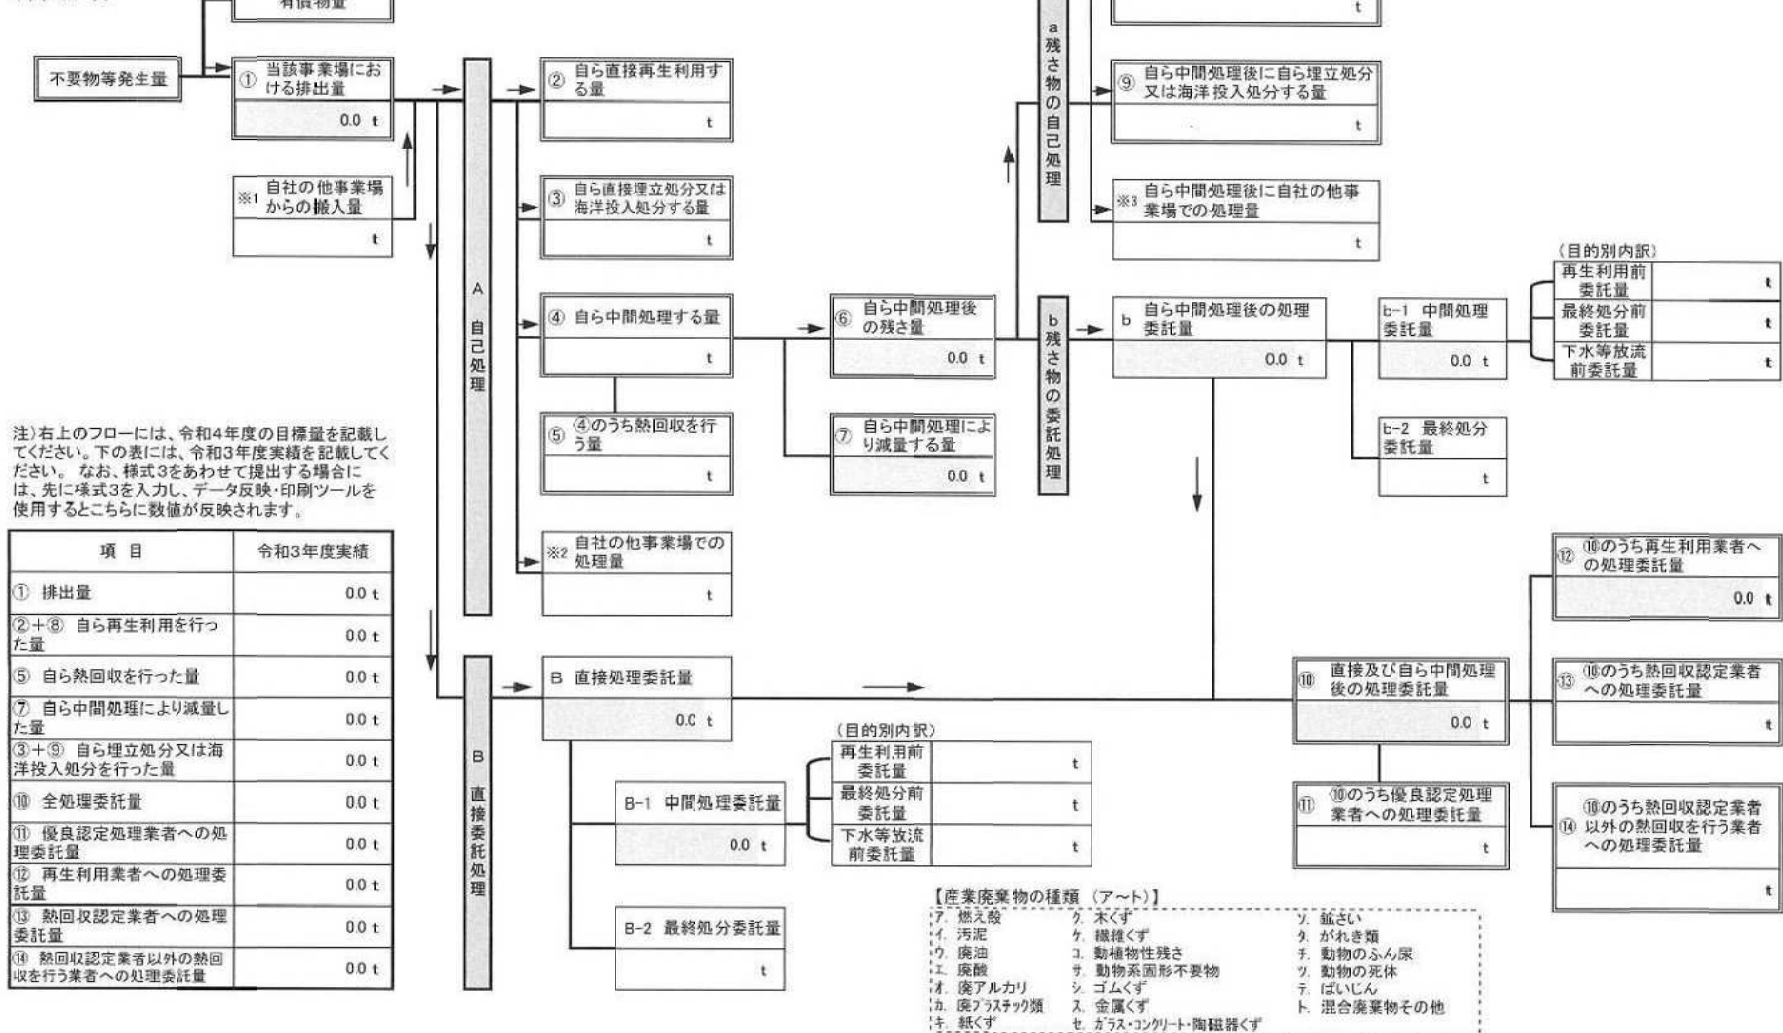 有償物量
t
不要物等発生量
① 当該事業場にお
ける排出量
0.0 t
※1 自社の他事業場
からの搬入量
t
A 自己処理
② 自ら直接再生利用す
る量
t
③ 自ら直接埋立処分又は
海洋投入処分する量
t
④ 自ら中間処理する量
t
⑤ ④のうち熱回収を行
う量
t
※2 自社の他事業場での
処理量
t
⑥ 自ら中間処理後
の残さ量
0.0 t
⑦ 自ら中間処理によ
り減量する量
0.0 t
a 残さ物の自己処理
⑨ 自ら中間処理後に自ら埋立処分
又は海洋投入処分する量
t
※3 自ら中間処理後に自社の他事
業場での処理量
t
b 残さ物の委託処理
b 自ら中間処理後の処理
委託量
0.0 t
b-1 中間処理
委託量
0.0 t
(目的別内訳)
再生利用前
委託量
t
最終処分前
委託量
t
下水等放流
前委託量
t
b-2 最終処分
委託量
t
注)右上のフローには、令和4年度の目標量を記載し
てください。下の表には、令和3年度実績を記載してく
ださい。 なお、様式3をあわせて提出する場合に
は、先に様式3を入力し、データ反映・印刷ツールを
使用するとこちらに数値が反映されます。
項 目 令和3年度実績
① 排出量 0.0 t
②+⑧ 自ら再生利用を行っ
た量 0.0 t
⑤ 自ら熱回収を行った量 0.0 t
⑦ 自ら中間処理により減量し
た量 0.0 t
③+⑨ 自ら埋立処分又は海
洋投入処分を行った量 0.0 t
⑩ 全処理委託量 0.0 t
⑪ 優良認定処理業者への処
理委託量 0.0 t
⑫ 再生利用業者への処理委
託量 0.0 t
⑬ 熱回収認定業者への処理
委託量 0.0 t
⑭ 熱回収認定業者以外の熱回
収を行う業者への処理委託量 0.0 t
B 直接委託処理
B 直接処理委託量
0.0 t
B-1 中間処理委託量
0.0 t
(目的別内訳)
再生利用前
委託量
t
最終処分前
委託量
t
下水等放流
前委託量
t
B-2 最終処分委託量
t
⑩ 直接及び自ら中間処理
後の処理委託量
0.0 t
⑪ ⑩のうち優良認定処理
業者への処理委託量
t
⑫ ⑩のうち再生利用業者へ
の処理委託量
0.0 t
⑬ ⑩のうち熱回収認定業者
への処理委託量
t
⑭ ⑩のうち熱回収認定業者
以外の熱回収を行う業者
への処理委託量
t
【産業廃棄物の種類 (ア~ト)】
ア. 燃え殻 ク. 木くず ソ. 鉱さい
イ. 汚泥 ケ. 繊維くず タ. がれき類
ウ. 廃油 コ. 動植物性残さ チ. 動物のふん尿
エ. 廃酸 サ. 動物系固形不要物 ツ. 動物の死体
オ. 廃アルカリ シ. ゴムくず テ. ばいじん
カ. 廃プラスチック類 ス. 金属くず ト. 混合廃棄物その他
キ. 紙くず セ. ガラス・コンクリート・陶磁器くず